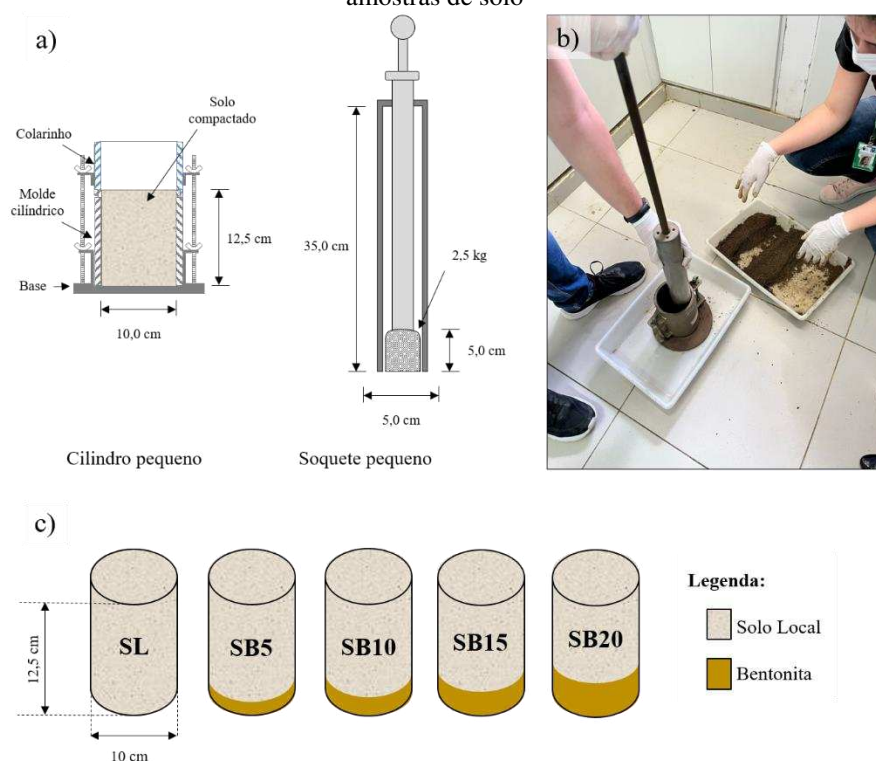 amostras de solo
a)
b)
Solo
compactado
Colarinho
Molde
cilíndrico
Base
12,5 cm
10,0 cm
35,0 cm
2,5 kg
5,0 cm
5,0 cm
Cilindro pequeno
Soquete pequeno
c)
SL
SB5
SB10
SB15
SB20
12,5 cm
10 cm
Legenda:
Solo Local
Bentonita